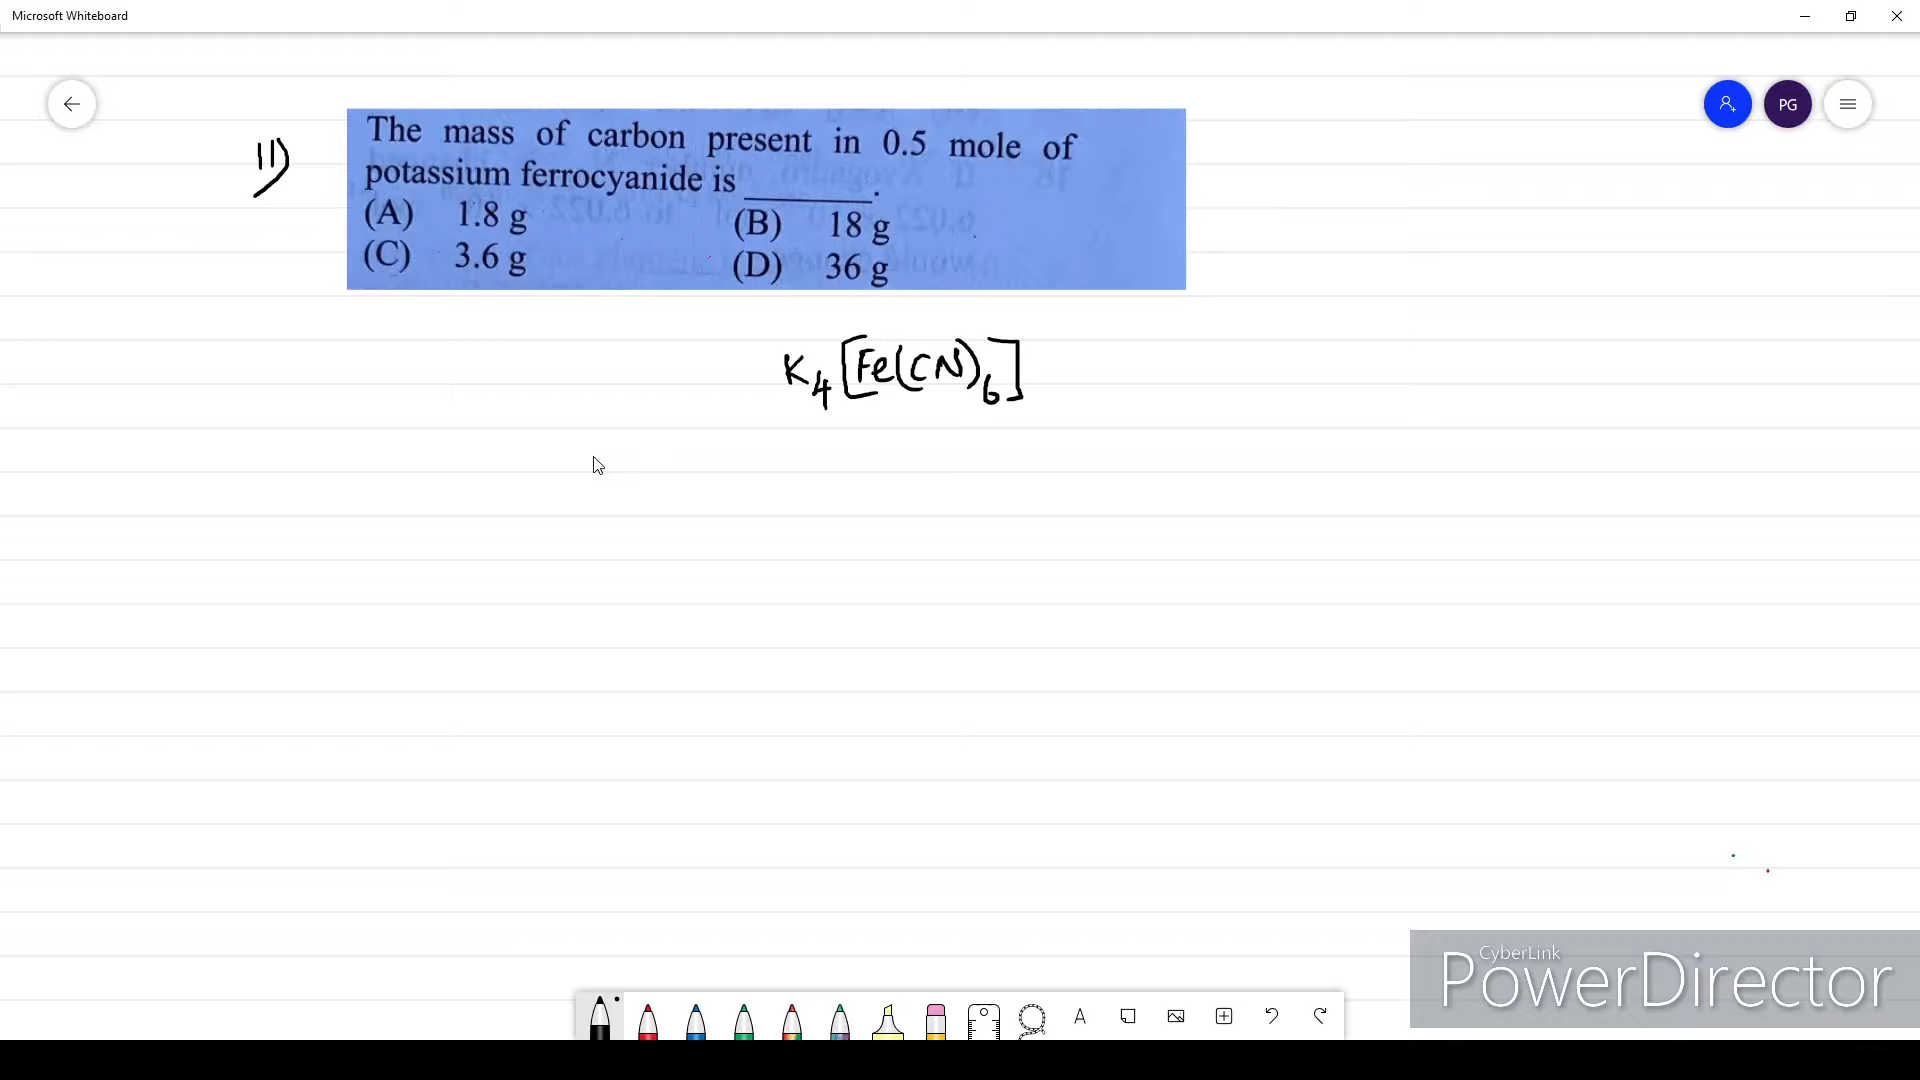 Microsoft Whiteboard
PG
11)
The mass of carbon present in 0.5 mole of
potassium ferrocyanide is ________.
(A) 1.8 g (B) 18 g
(C) 3.6 g (D) 36 g
K4[Fe(CN)6]
CyberLink
PowerDirector
A